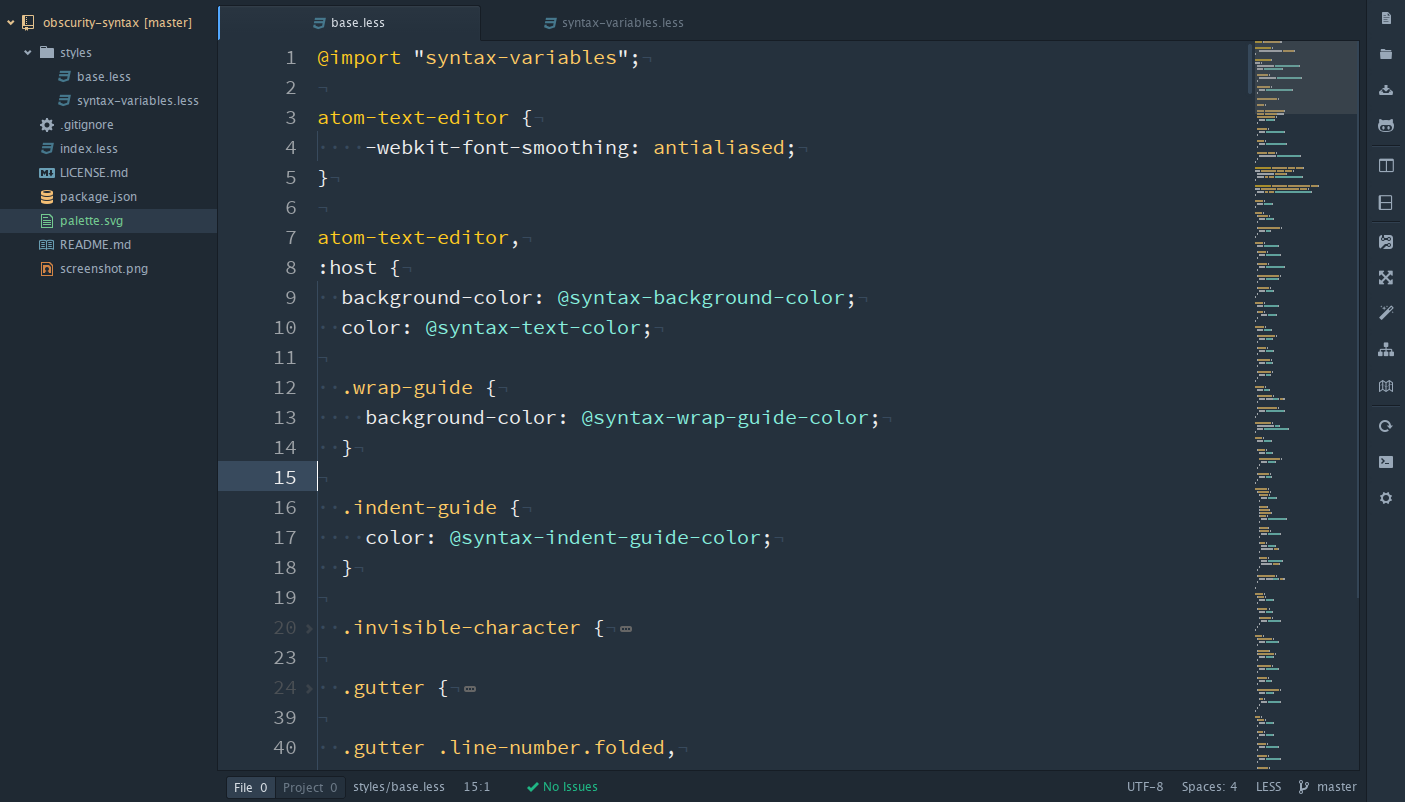 obscurity-syntax [master]
styles
base.less
syntax-variables.less
.gitignore
index.less
LICENSE.md
package.json
palette.svg
README.md
screenshot.png
base.less
syntax-variables.less
1 @import "syntax-variables";
2
3 atom-text-editor {
4 -webkit-font-smoothing: antialiased;
5 }
6
7 atom-text-editor,
8 :host {
9 background-color: @syntax-background-color;
10 color: @syntax-text-color;
11
12 .wrap-guide {
13 background-color: @syntax-wrap-guide-color;
14 }
15
16 .indent-guide {
17 color: @syntax-indent-guide-color;
18 }
19
20 .invisible-character {
23
24 .gutter {
39
40 .gutter .line-number.folded,
File 0 Project 0 styles/base.less 15:1 No Issues UTF-8 Spaces: 4 LESS master